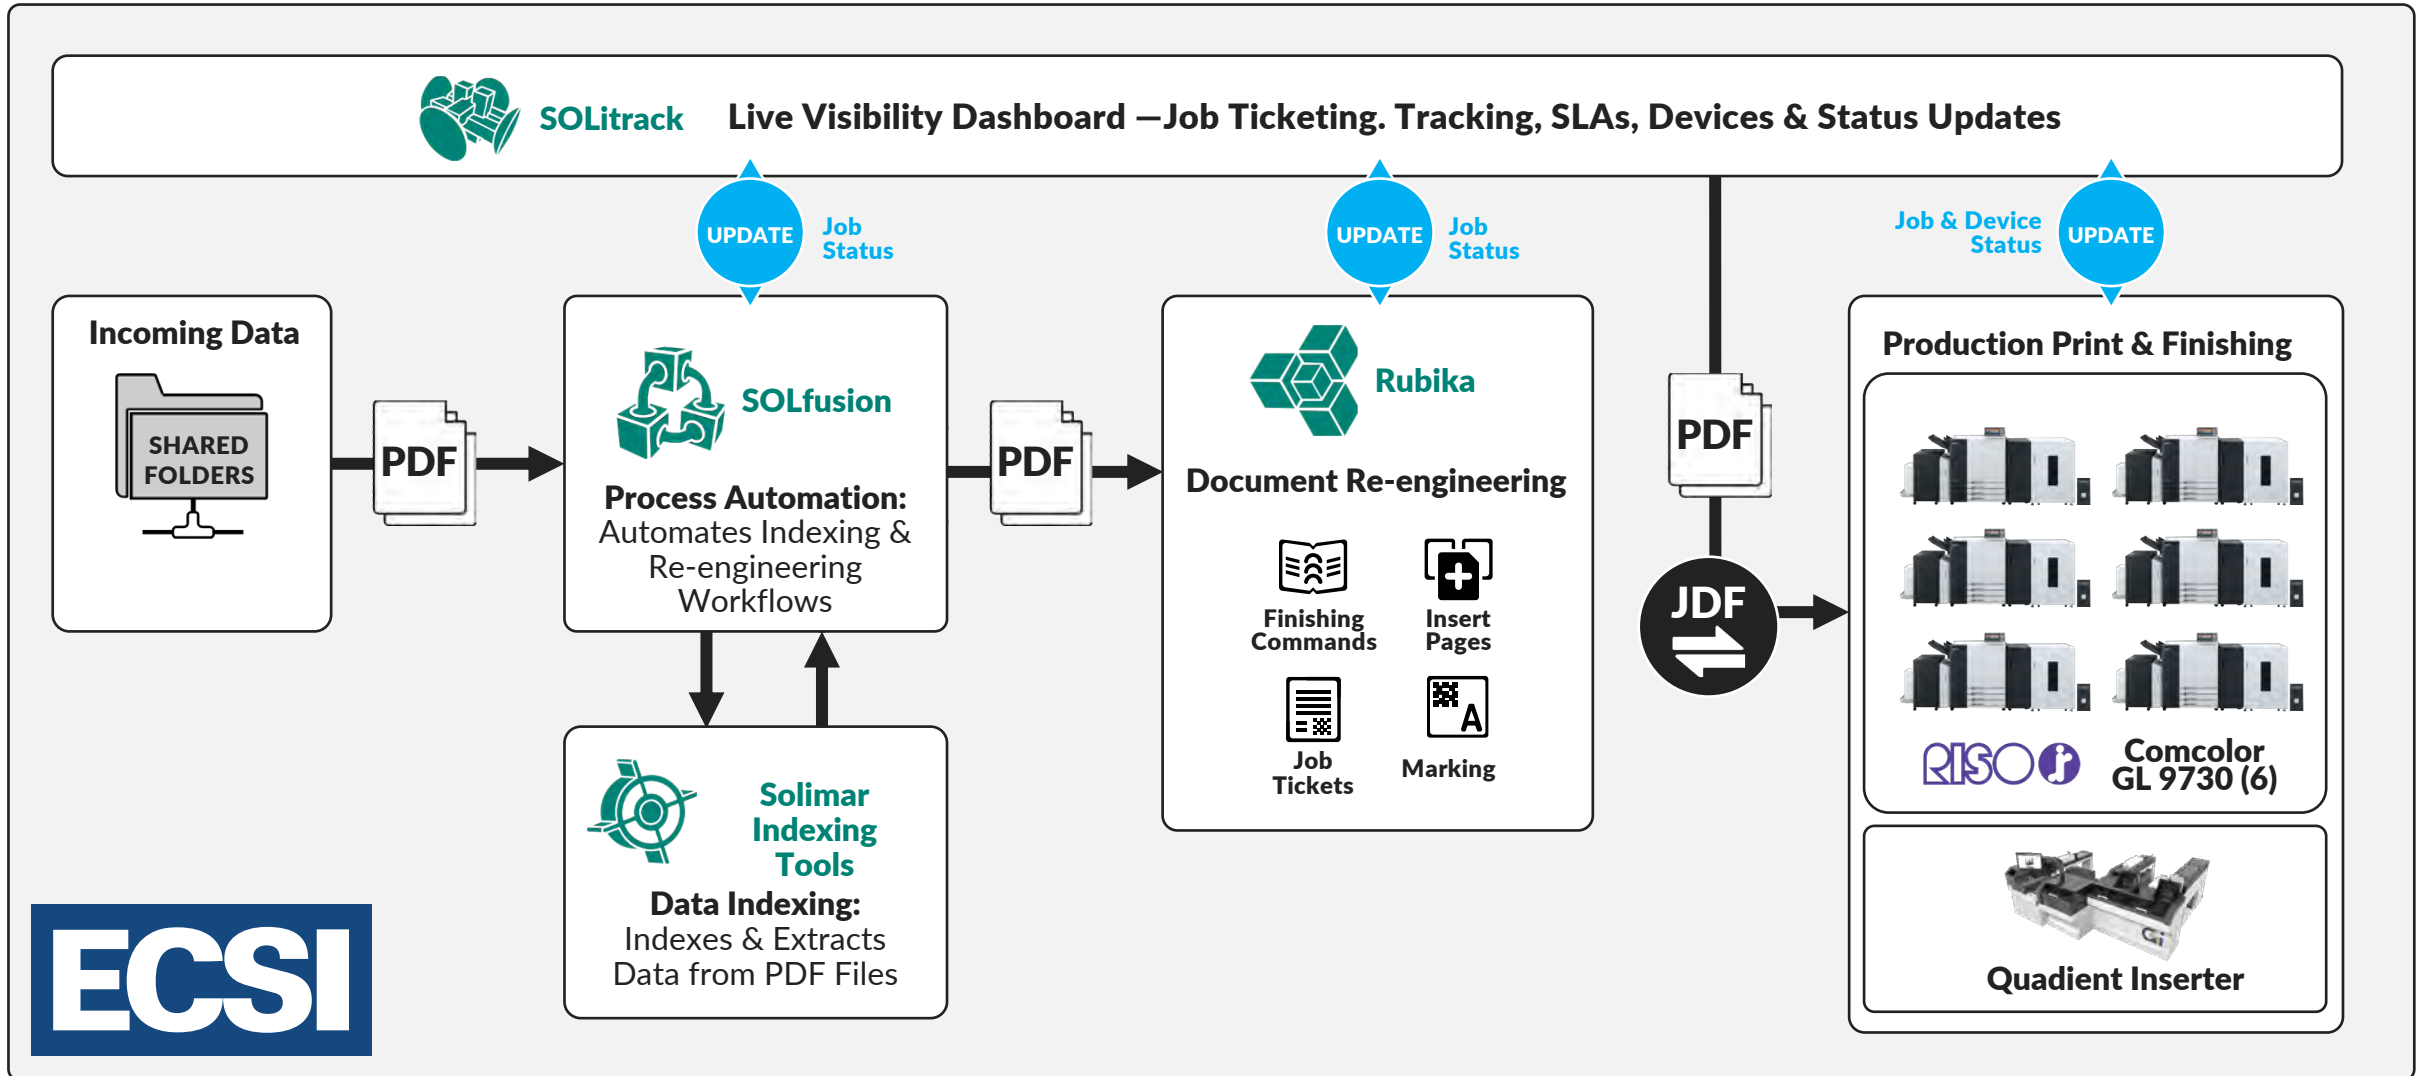 SOLitrack Live Visibility Dashboard —Job Ticketing. Tracking, SLAs, Devices & Status Updates
UPDATE
Job
Status
UPDATE
Job
Status
Job & Device
Status
UPDATE
Incoming Data
SHARED
FOLDERS
PDF
SOLfusion
Process Automation:
Automates Indexing &
Re-engineering
Workflows
PDF
Rubika
Document Re-engineering
Finishing
Commands
Insert
Pages
Job
Tickets
A
Marking
PDF
JDF
Production Print & Finishing
RISO
Comcolor
GL 9730 (6)
Gi
Quadient Inserter
Solimar
Indexing
Tools
Data Indexing:
Indexes & Extracts
Data from PDF Files
ECSI